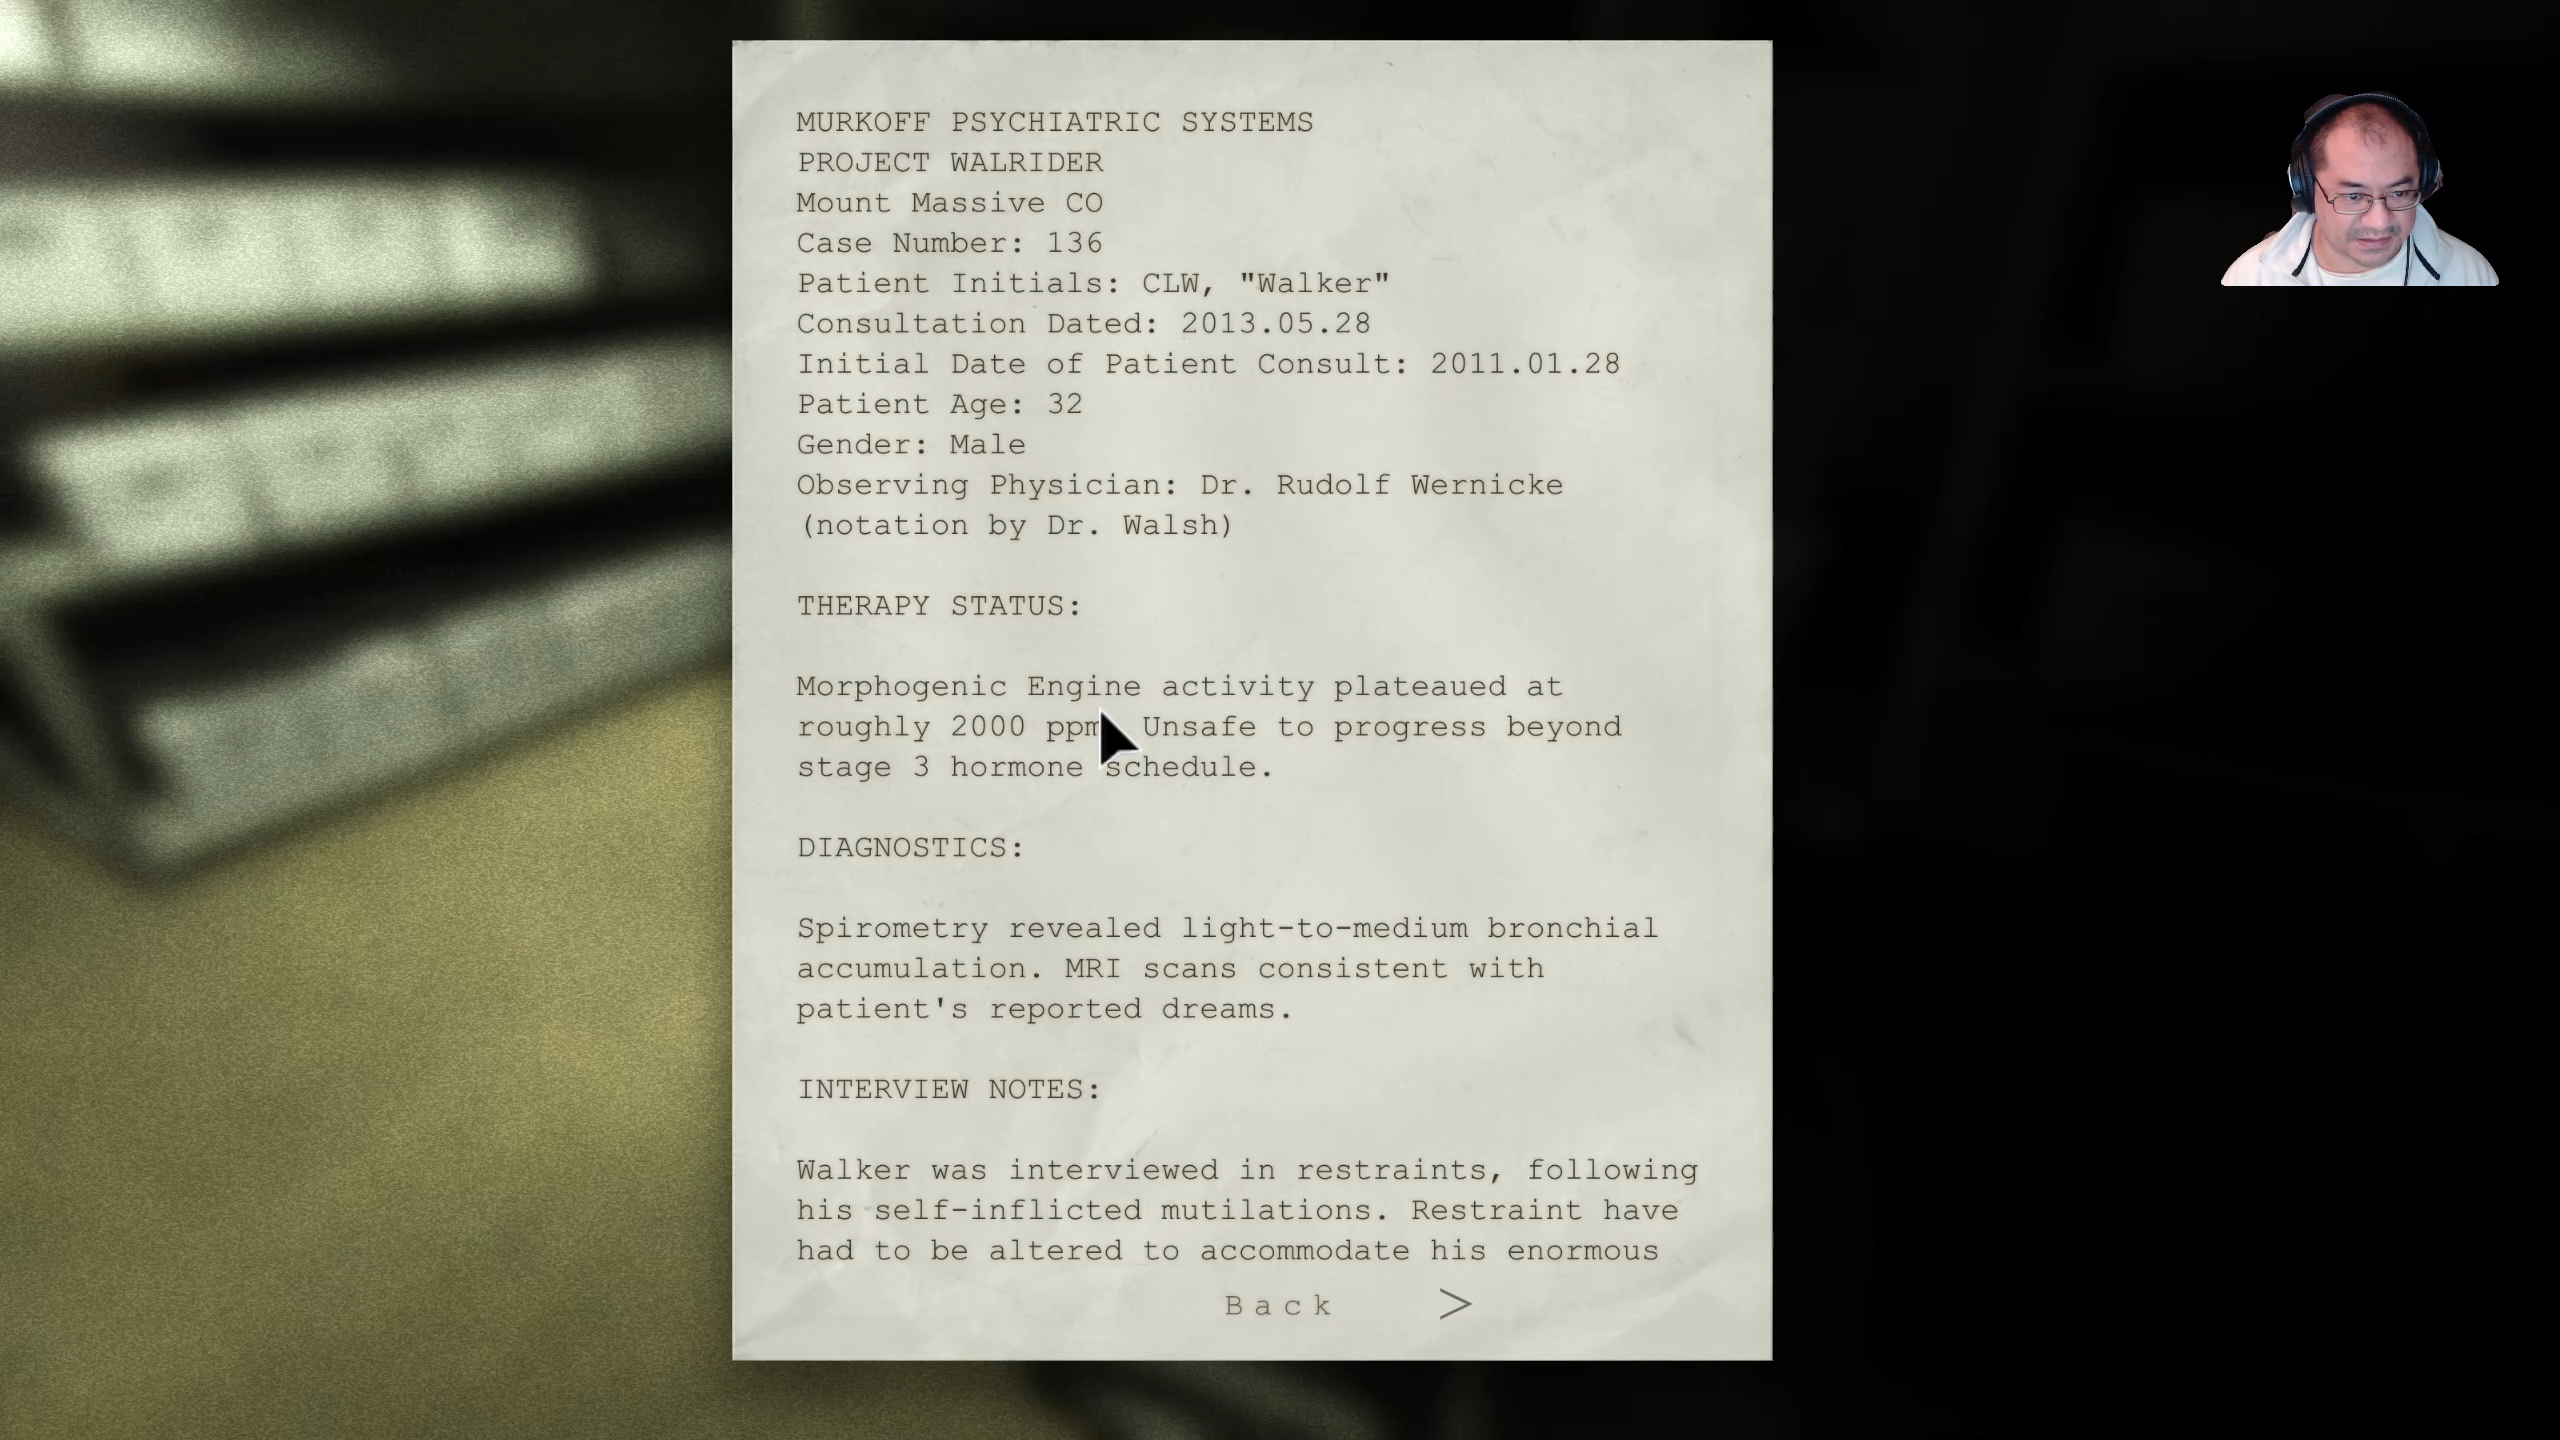 MURKOFF PSYCHIATRIC SYSTEMS
PROJECT WALRIDER
Mount Massive CO
Case Number: 136
Patient Initials: CLW, "Walker"
Consultation Dated: 2013.05.28
Initial Date of Patient Consult: 2011.01.28
Patient Age: 32
Gender: Male
Observing Physician: Dr. Rudolf Wernicke
(notation by Dr. Walsh)
THERAPY STATUS:
Morphogenic Engine activity plateaued at
roughly 2000 ppm Unsafe to progress beyond
stage 3 hormone schedule.
DIAGNOSTICS:
Spirometry revealed light-to-medium bronchial
accumulation. MRI scans consistent with
patient's reported dreams.
INTERVIEW NOTES:
Walker was interviewed in restraints, following
his self-inflicted mutilations. Restraint have
had to be altered to accommodate his enormous
Back >